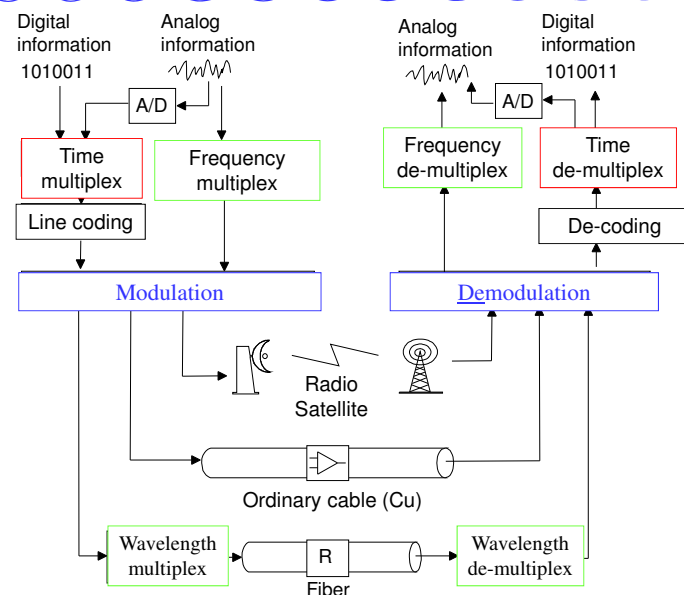 Digital
information
1010011
Analog
information
A/D
Time
multiplex
Frequency
multiplex
Line coding
Modulation
Analog
information
Digital
information
1010011
A/D
Frequency
de-multiplex
Time
de-multiplex
De-coding
Demodulation
Radio
Satellite
Ordinary cable (Cu)
Wavelength
multiplex
R
Fiber
Wavelength
de-multiplex